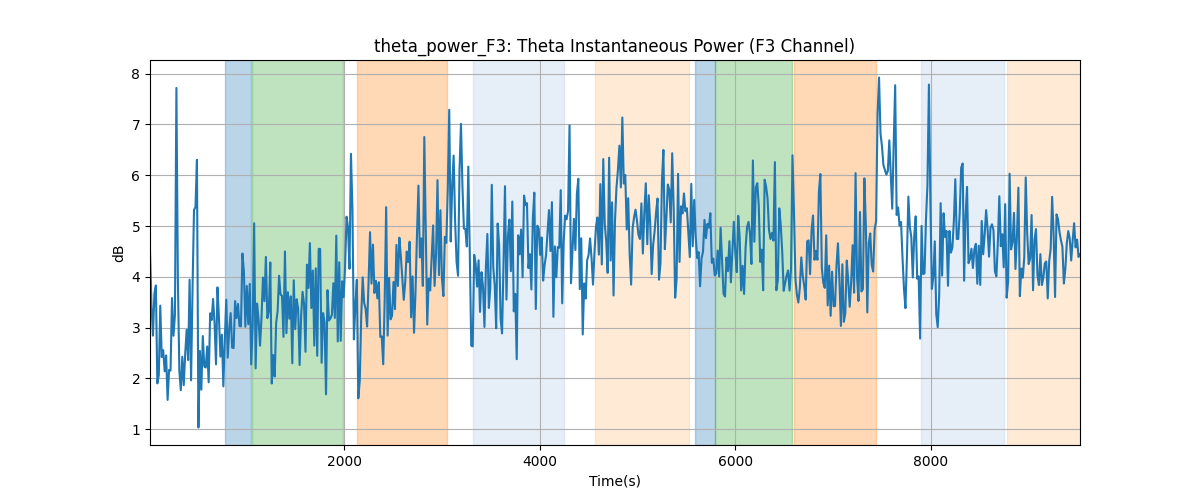 theta_power_F3: Theta Instantaneous Power (F3 Channel)
dB
8
7
6
5
4
3
2
1
2000 4000 6000 8000
Time(s)